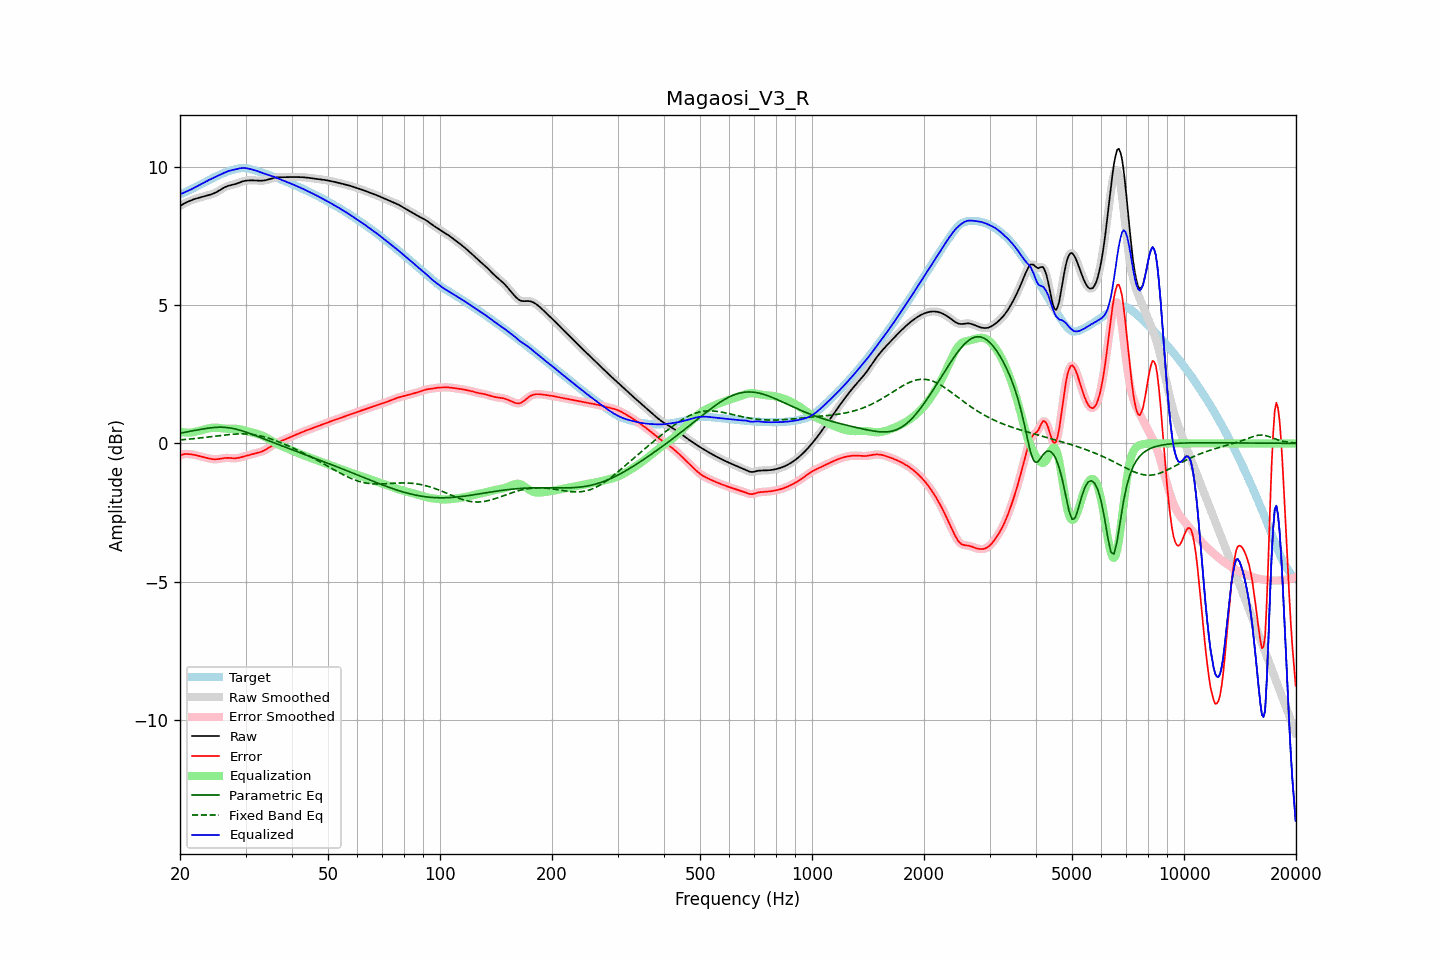 Magaosi_V3_R
Amplitude (dBr)
10
5
0
−5
−10
Target
Raw Smoothed
Error Smoothed
Raw
Error
Equalization
Parametric Eq
Fixed Band Eq
Equalized
20 50 100 200 500 1000 2000 5000 10000 20000
Frequency (Hz)